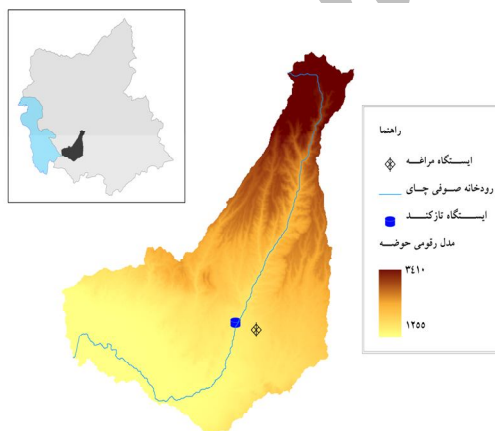 راهنما
ایستگاه مراغه
رودخانه صوفی چای
ایستگاه تازکند
مدل رقومی حوضه
۳۴۱۰
۱۲۵۵